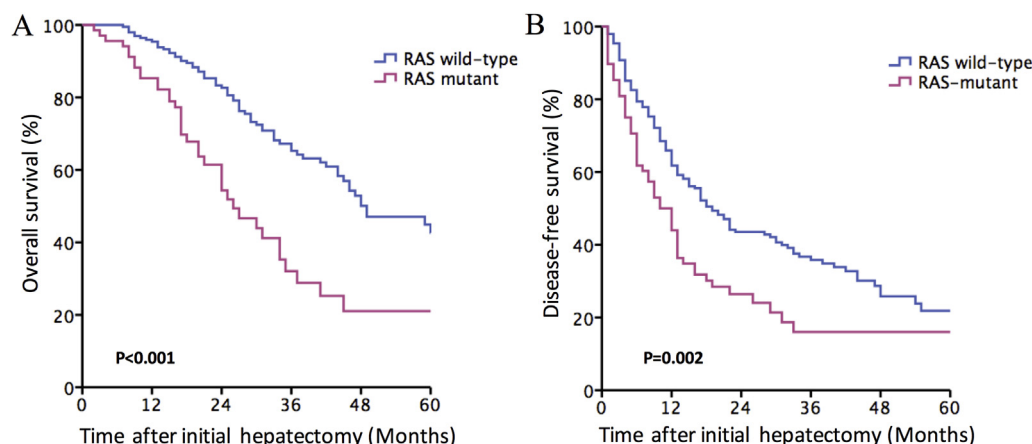 A
B
RAS wild-type
RAS mutant
Overall survival (%)
100
80
60
40
20
0
P<0.001
0 12 24 36 48 60
Time after initial hepatectomy (Months)
RAS wild-type
RAS-mutant
Disease-free survival (%)
100
80
60
40
20
0
P=0.002
0 12 24 36 48 60
Time after initial hepatectomy (Months)